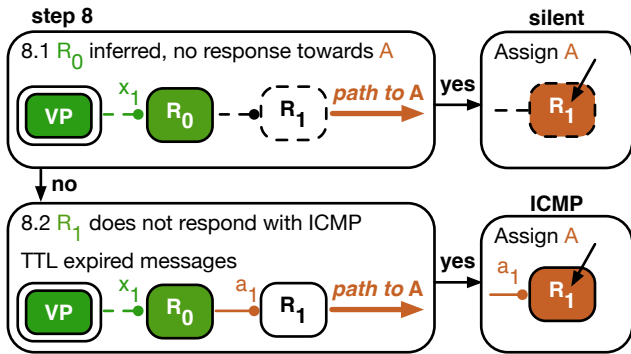 step 8
silent
8.1 R0 inferred, no response towards A
Assign A
VP
x1
R0
R1
path to A
yes
R1
no
8.2 R1 does not respond with ICMP
TTL expired messages
ICMP
Assign A
VP
x1
R0
a1
R1
path to A
yes
a1
R1